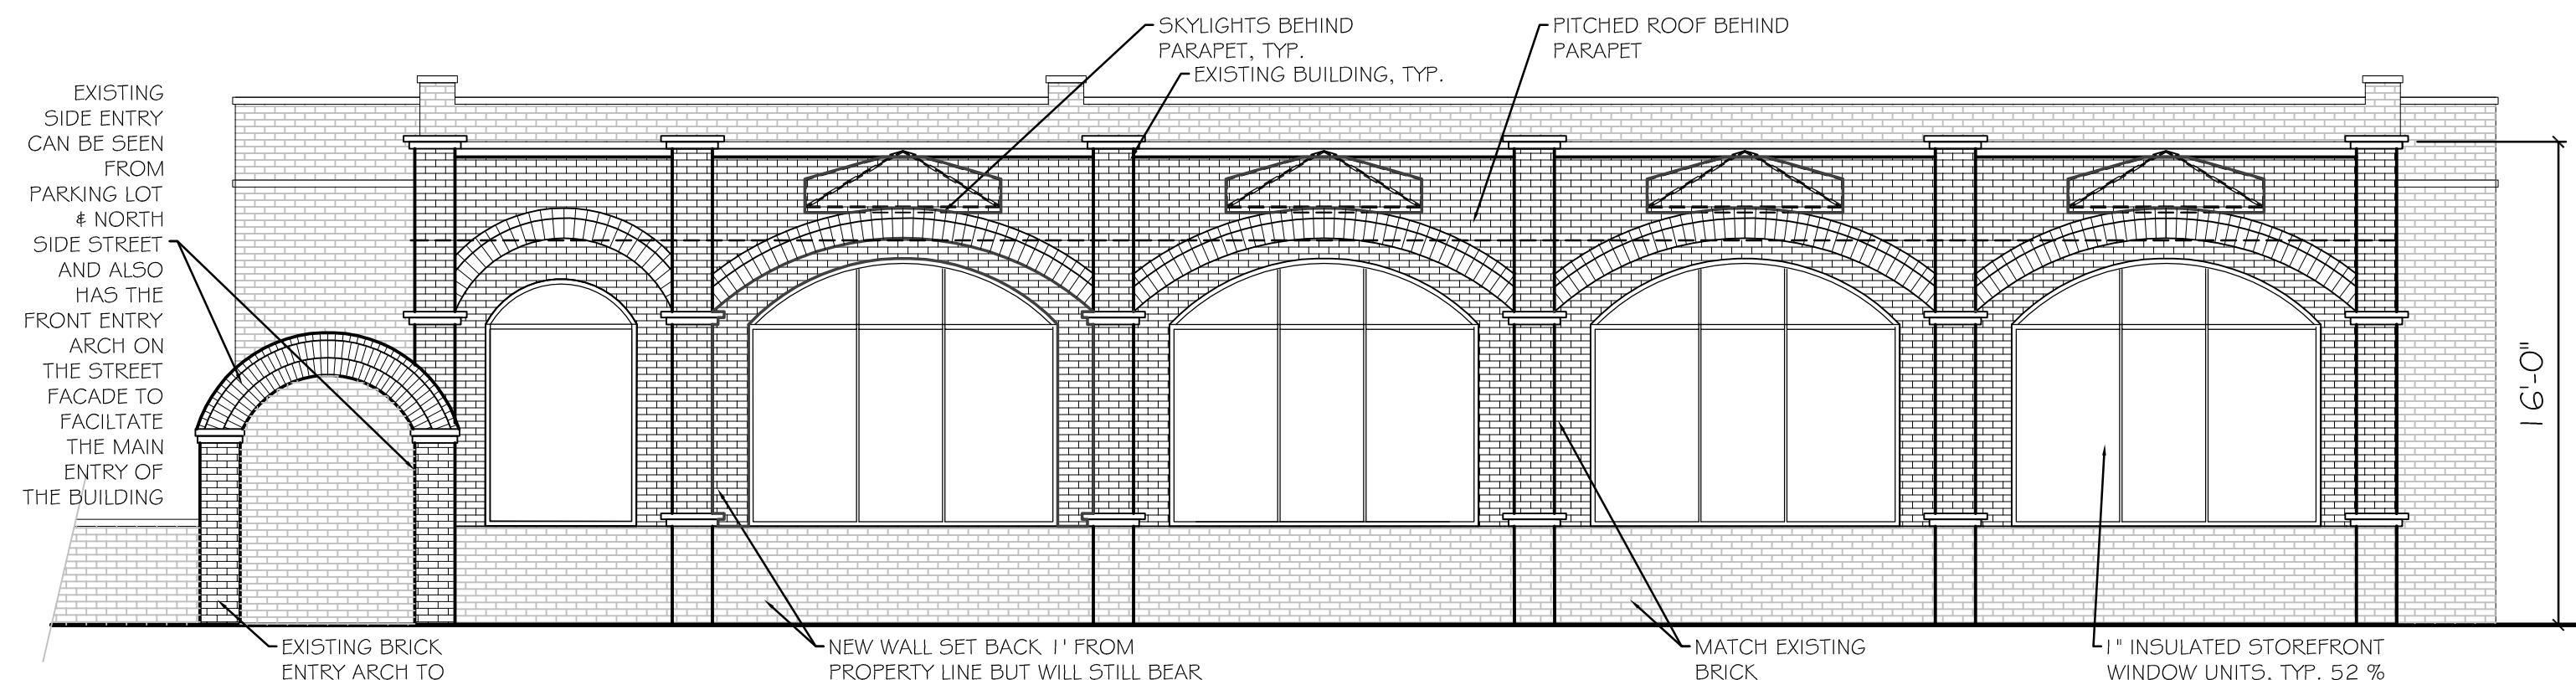 SKYLIGHTS BEHIND
PARAPET, TYP.
EXISTING BUILDING, TYP.
PITCHED ROOF BEHIND
PARAPET
EXISTING
SIDE ENTRY
CAN BE SEEN
FROM
PARKING LOT
& NORTH
SIDE STREET
AND ALSO
HAS THE
FRONT ENTRY
ARCH ON
THE STREET
FACADE TO
FACILTATE
THE MAIN
ENTRY OF
THE BUILDING
16'-0"
EXISTING BRICK
ENTRY ARCH TO
NEW WALL SET BACK 1' FROM
PROPERTY LINE BUT WILL STILL BEAR
MATCH EXISTING
BRICK
1" INSULATED STOREFRONT
WINDOW UNITS, TYP. 52 %